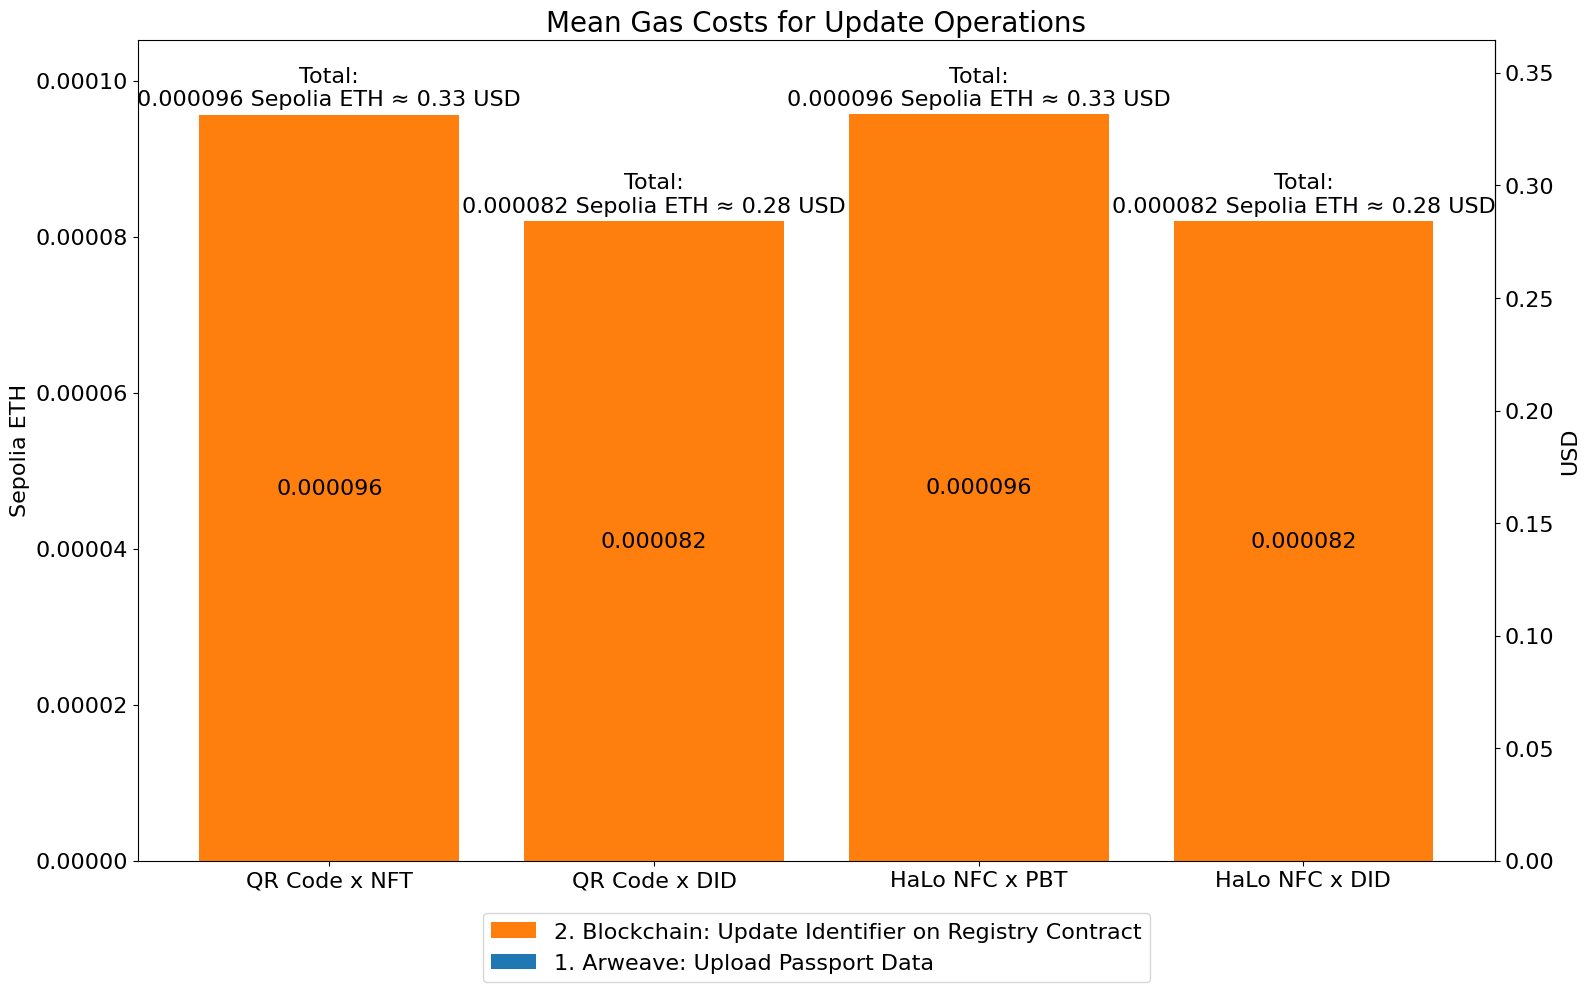 Mean Gas Costs for Update Operations
Sepolia ETH
0.00010
0.00008
0.00006
0.00004
0.00002
0.00000
Total:
0.000096 Sepolia ETH ≈ 0.33 USD
0.000096
Total:
0.000082 Sepolia ETH ≈ 0.28 USD
0.000082
Total:
0.000096 Sepolia ETH ≈ 0.33 USD
0.000096
Total:
0.000082 Sepolia ETH ≈ 0.28 USD
0.000082
0.35
0.30
0.25
0.20
0.15
0.10
0.05
0.00
USD
QR Code x NFT
QR Code x DID
HaLo NFC x PBT
HaLo NFC x DID
2. Blockchain: Update Identifier on Registry Contract
1. Arweave: Upload Passport Data